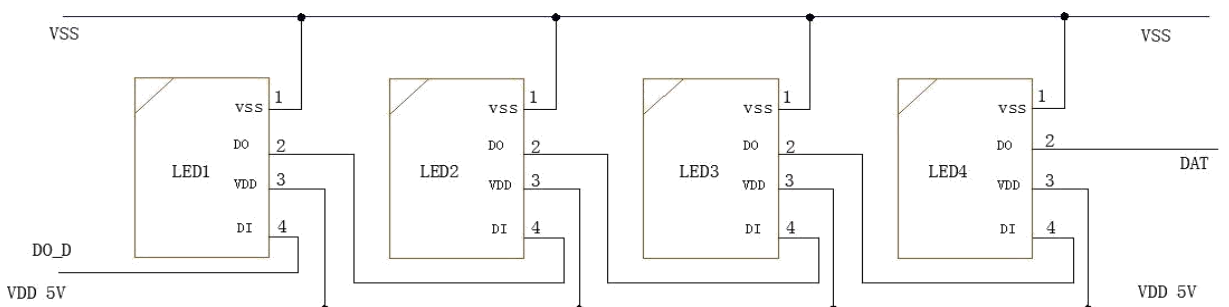 VSS VSS
1 1 1 1
VSS VSS VSS VSS
DO 2 DO 2 DO 2 DO 2
LED1 LED2 LED3 LED4 DAT
VDD 3 VDD 3 VDD 3 VDD 3
DI 4 DI 4 DI 4 DI 4
DO_D
VDD 5V VDD 5V